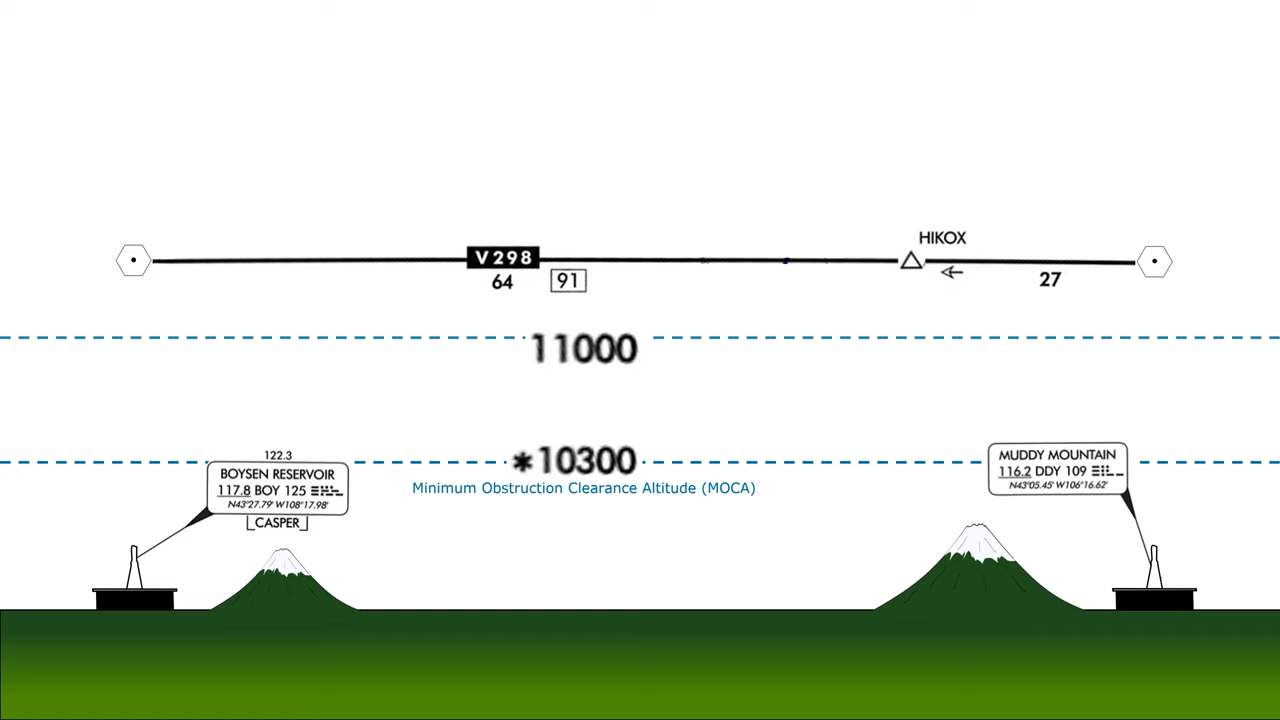 HIKOX
V298
64
91
27
11000
*10300
Minimum Obstruction Clearance Altitude (MOCA)
122.3
BOYSEN RESERVOIR
117.8 BOY 125
N43°27.79' W108°17.98'
CASPER
MUDDY MOUNTAIN
116.2 DDY 109
N43°05.45' W106°16.62'